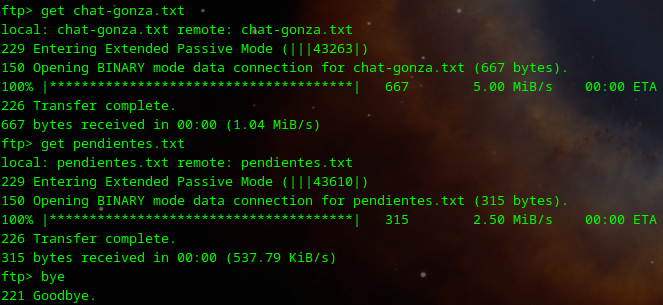 ftp> get chat-gonza.txt
local: chat-gonza.txt remote: chat-gonza.txt
229 Entering Extended Passive Mode (|||43263|)
150 Opening BINARY mode data connection for chat-gonza.txt (667 bytes).
100% |*************************************| 667 5.00 MiB/s 00:00 ETA
226 Transfer complete.
667 bytes received in 00:00 (1.04 MiB/s)
ftp> get pendientes.txt
local: pendientes.txt remote: pendientes.txt
229 Entering Extended Passive Mode (|||43610|)
150 Opening BINARY mode data connection for pendientes.txt (315 bytes).
100% |*************************************| 315 2.50 MiB/s 00:00 ETA
226 Transfer complete.
315 bytes received in 00:00 (537.79 KiB/s)
ftp> bye
221 Goodbye.